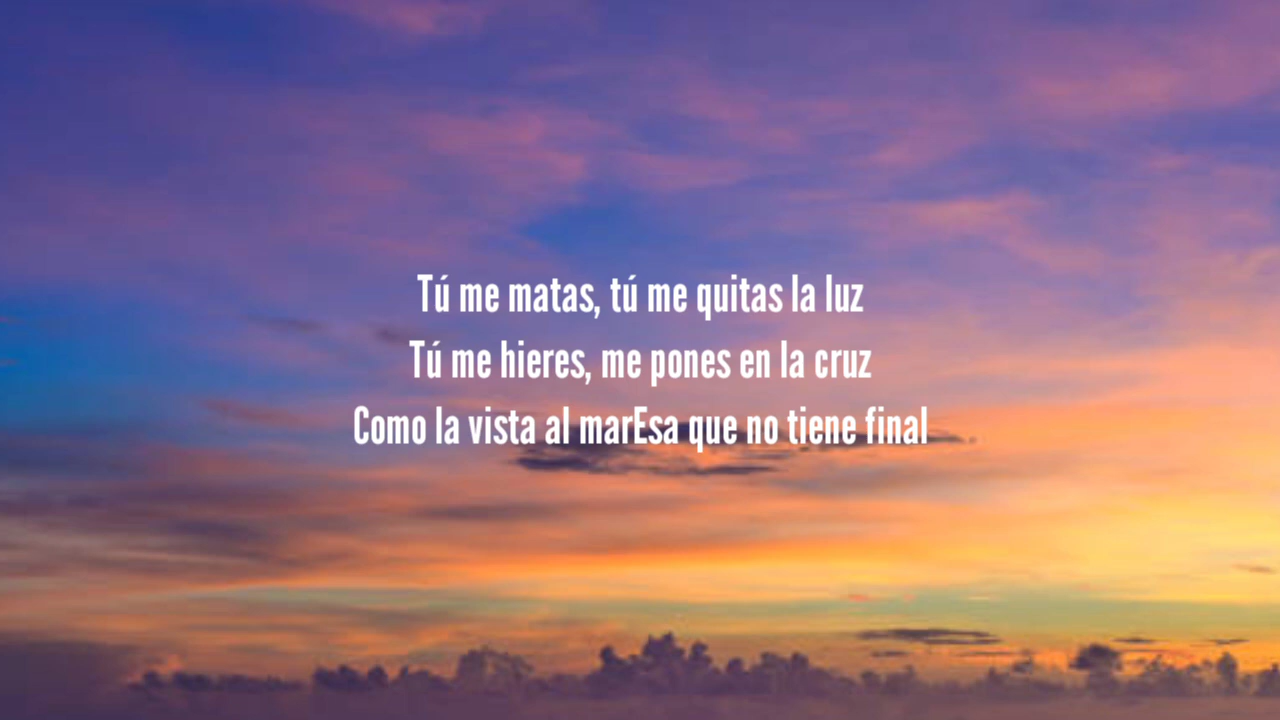 Tú me matas, tú me quitas la luz
Tú me hieres, me pones en la cruz
Como la vista al marEsa que no tiene final